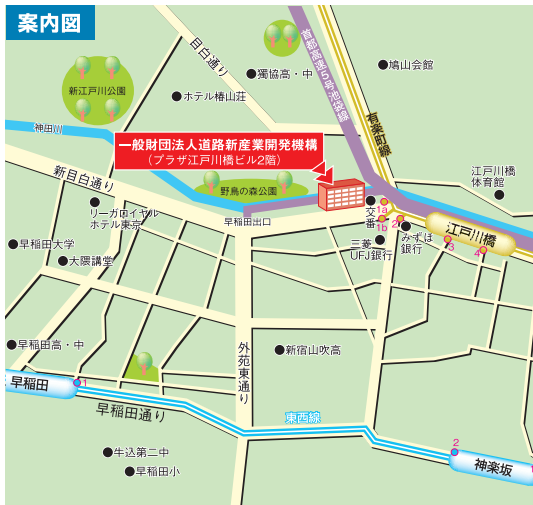 案内図
目白通り
首都高速5号池袋線
獨協高・中
鳩山会館
新江戸川公園
ホテル椿山荘
有楽町線
神田川
一般財団法人道路新産業開発機構
(プラザ江戸川橋ビル2階)
新目白通り
野鳥の森公園
江戸川橋
体育館
リーガロイヤル
ホテル東京
早稲田出口
交番
1a
1b
2
みずほ
銀行
江戸川橋
3
4
早稲田大学
大隈講堂
三菱
UFJ銀行
外苑東通り
早稲田高・中
新宿山吹高
早稲田
1
早稲田通り
東西線
牛込第二中
早稲田小
2
神楽坂